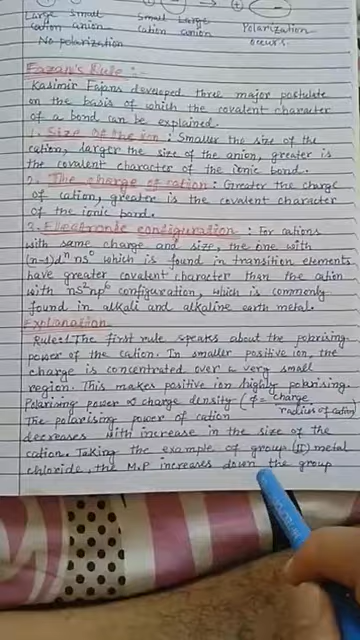 Large Small Small Large Polarization
cation anion cation anion occurs.
No polarization
Fazan's Rule :-
Kasimir Fajans developed three major postulate
on the basis of which the covalent character
of a bond can be explained.
1. Size of the ion : Smaller the size of the
cation, larger the size of the anion, greater is
the covalent character of the ionic bond.
2. The charge of cation : Greater the charge
of cation, greatre is the covalent character
of the ionic bond.
3. Electronic configuration : For cations
with same charge and size, the one with
(n-1)dⁿ ns⁰ which is found in transition elements
have greater covalent character than the cation
with ns² np⁶ configuration, which is commonly
found in alkali and alkaline earth metal.
Explanation
Rule:1 The first rule speaks about the polarising
power of the cation. In smaller positive ion, the
charge is concentrated over a very small
region. This makes positive ion highly polarising.
Polarising power ∝ charge density (φ = charge/radius of cation)
The polarising power of cation
decreases with increase in the size of the
cation. Taking the example of group (II) metal
chloride, the M.P increases down the group